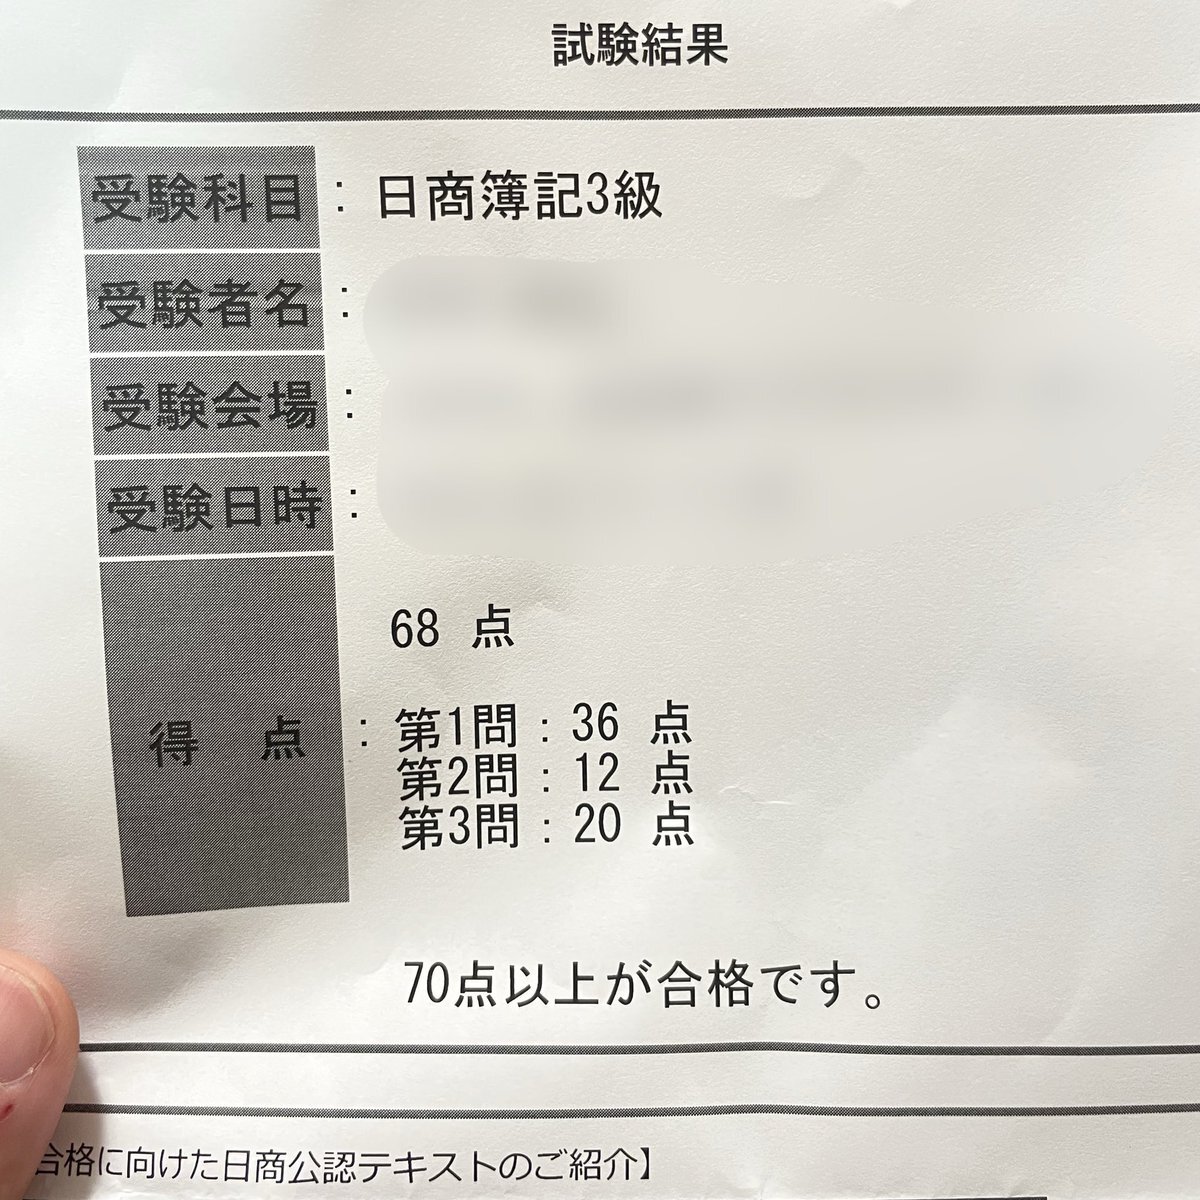 試験結果
受験科目：日商簿記3級
受験者名：
受験会場：
受験日時：
68 点
得 点：第1問：36 点
第2問：12 点
第3問：20 点
70点以上が合格です。
合格に向けた日商公認テキストのご紹介】